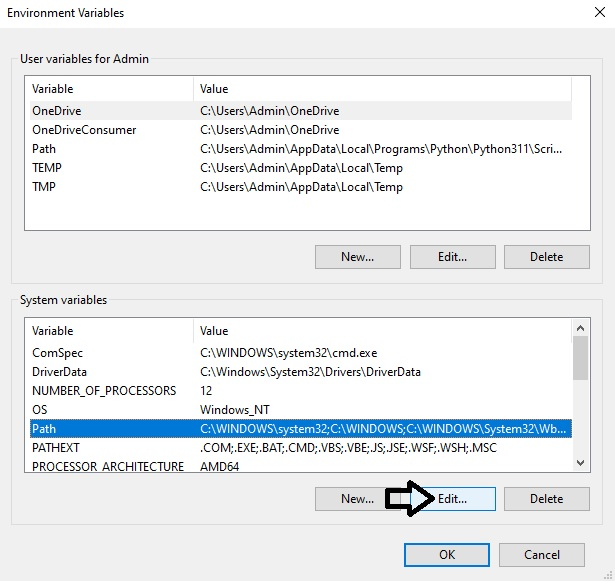 Environment Variables
User variables for Admin
Variable Value
OneDrive C:\Users\Admin\OneDrive
OneDriveConsumer C:\Users\Admin\OneDrive
Path C:\Users\Admin\AppData\Local\Programs\Python\Python311\Scri...
TEMP C:\Users\Admin\AppData\Local\Temp
TMP C:\Users\Admin\AppData\Local\Temp
New... Edit... Delete
System variables
Variable Value
ComSpec C:\WINDOWS\system32\cmd.exe
DriverData C:\Windows\System32\Drivers\DriverData
NUMBER_OF_PROCESSORS 12
OS Windows_NT
Path C:\WINDOWS\system32;C:\WINDOWS;C:\WINDOWS\System32\Wb...
PATHEXT .COM;.EXE;.BAT;.CMD;.VBS;.VBE;.JS;.JSE;.WSF;.WSH;.MSC
PROCESSOR_ARCHITECTURE AMD64
New... Edit... Delete
OK Cancel